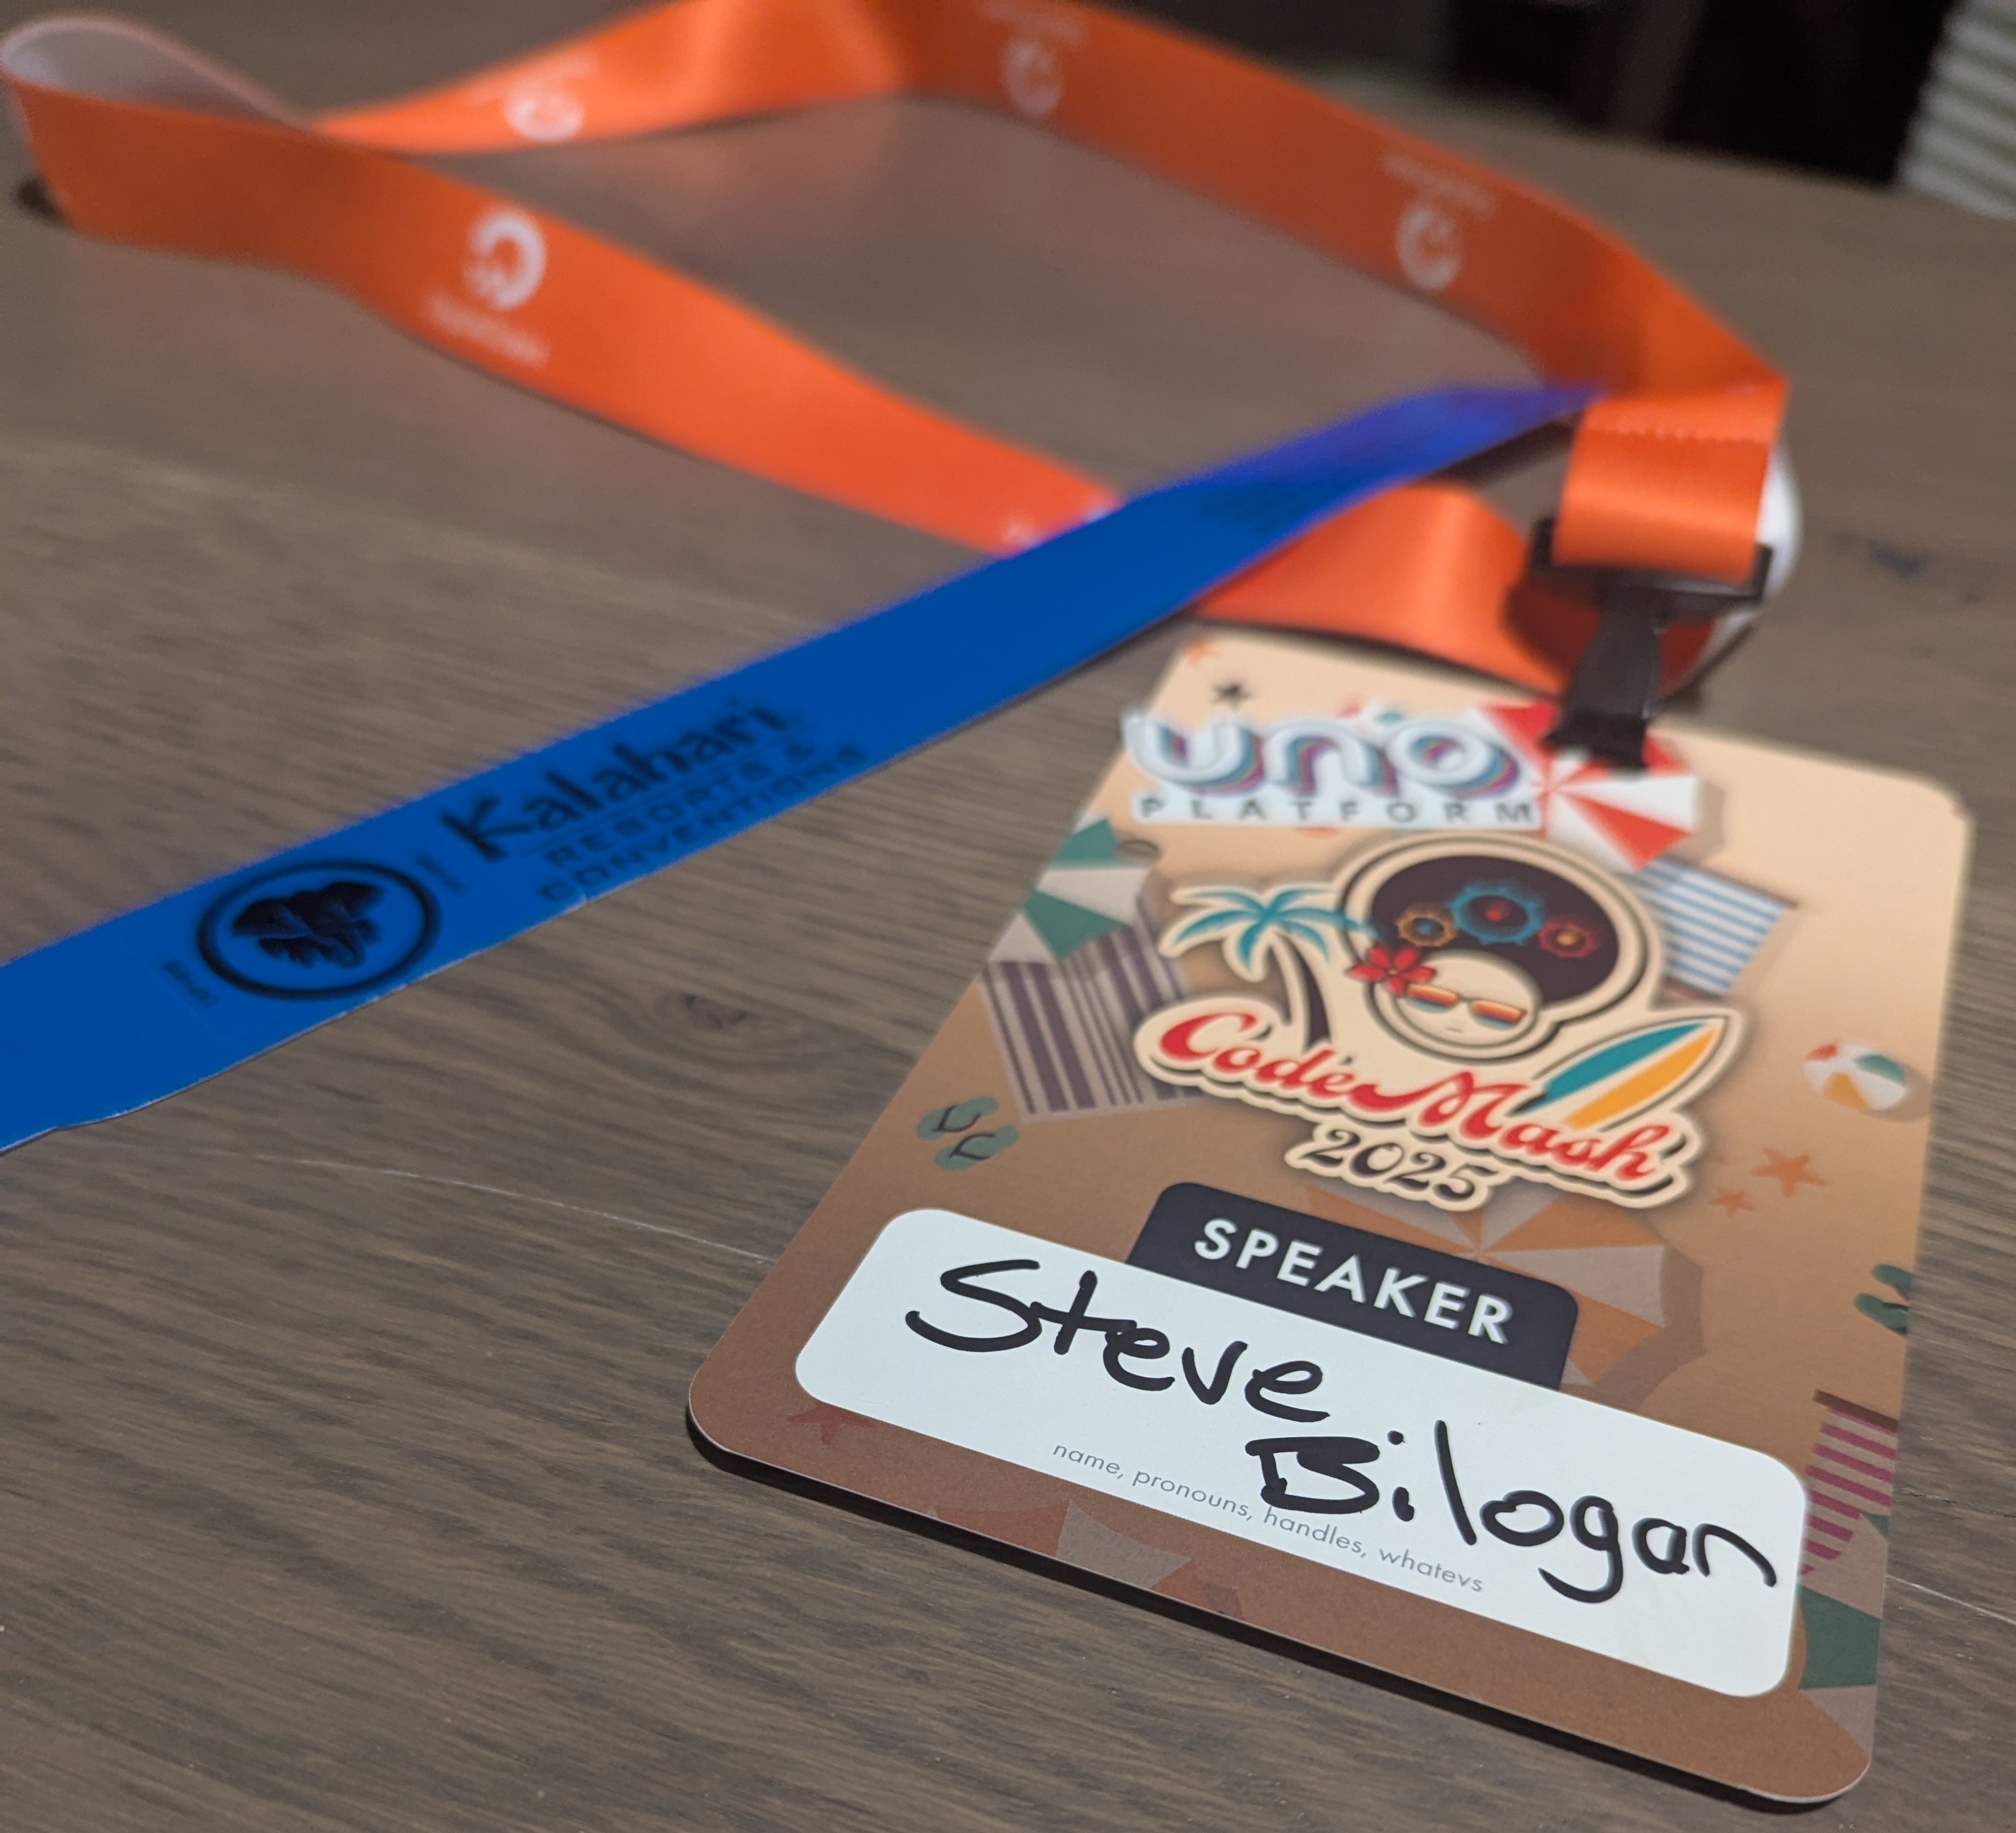 Kalahari
RESORTS &
CONVENTIONS
uno
PLATFORM
CodeMash
2025
SPEAKER
Steve
Bilogan
name, pronouns, handles, whatevs